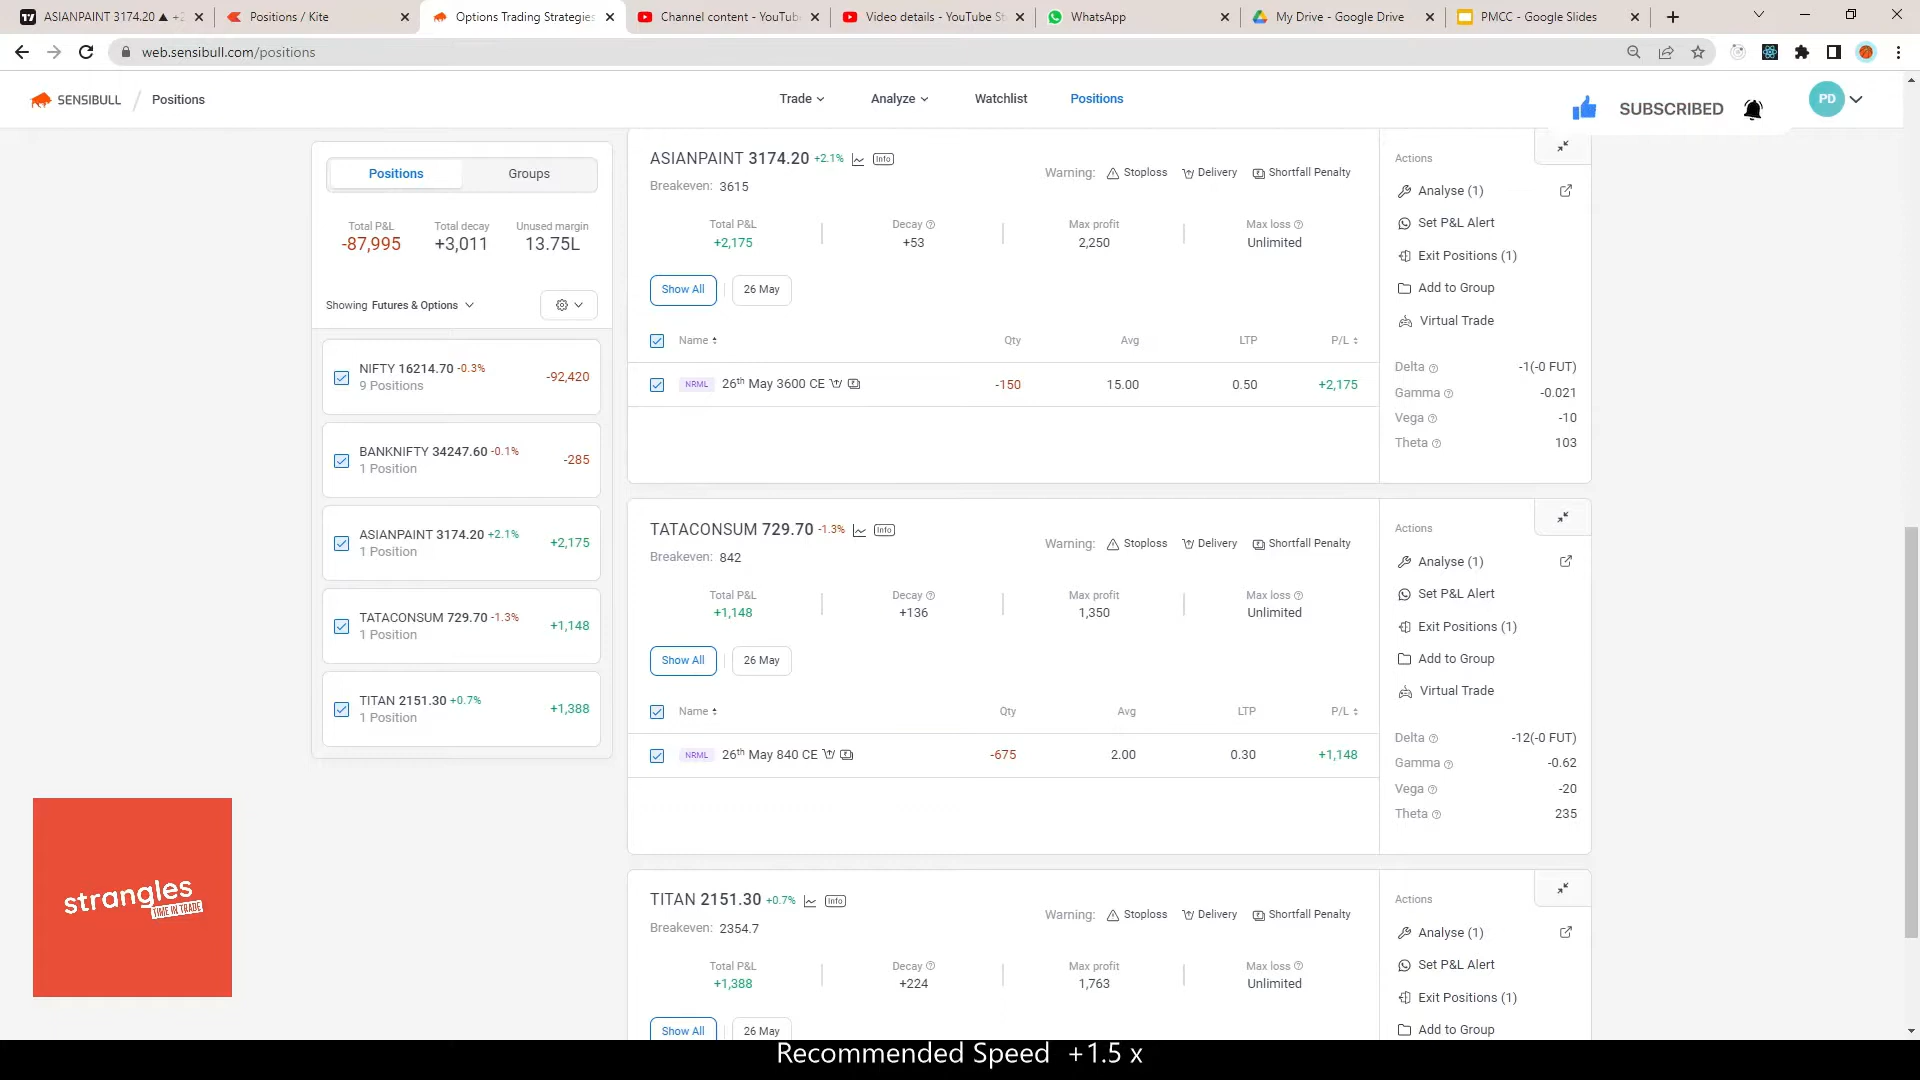 ASIANPAINT 3174.20 ▲ +2
Positions / Kite
Options Trading Strategies
Channel content - YouTub
Video details - YouTube St
WhatsApp
My Drive - Google Drive
PMCC - Google Slides
web.sensibull.com/positions
SENSIBULL / Positions
Trade
Analyze
Watchlist
Positions
SUBSCRIBED
PD
Positions Groups
Total P&L Total decay Unused margin
-87,995 +3,011 13.75L
Showing Futures & Options
NIFTY 16214.70 -0.3%
9 Positions
-92,420
BANKNIFTY 34247.60 -0.1%
1 Position
-285
ASIANPAINT 3174.20 +2.1%
1 Position
+2,175
TATACONSUM 729.70 -1.3%
1 Position
+1,148
TITAN 2151.30 +0.7%
1 Position
+1,388
strangles
TIME IN TRADE
ASIANPAINT 3174.20 +2.1% Info
Breakeven: 3615
Warning: Stoploss Delivery Shortfall Penalty
Total P&L Decay Max profit Max loss
+2,175 +53 2,250 Unlimited
Show All 26 May
Name Qty Avg LTP P/L
NRML 26th May 3600 CE -150 15.00 0.50 +2,175
Actions
Analyse (1)
Set P&L Alert
Exit Positions (1)
Add to Group
Virtual Trade
Delta -1(-0 FUT)
Gamma -0.021
Vega -10
Theta 103
TATACONSUM 729.70 -1.3% Info
Breakeven: 842
Warning: Stoploss Delivery Shortfall Penalty
Total P&L Decay Max profit Max loss
+1,148 +136 1,350 Unlimited
Show All 26 May
Name Qty Avg LTP P/L
NRML 26th May 840 CE -675 2.00 0.30 +1,148
Actions
Analyse (1)
Set P&L Alert
Exit Positions (1)
Add to Group
Virtual Trade
Delta -12(-0 FUT)
Gamma -0.62
Vega -20
Theta 235
TITAN 2151.30 +0.7% Info
Breakeven: 2354.7
Warning: Stoploss Delivery Shortfall Penalty
Total P&L Decay Max profit Max loss
+1,388 +224 1,763 Unlimited
Show All 26 May
Actions
Analyse (1)
Set P&L Alert
Exit Positions (1)
Add to Group
Recommended Speed +1.5 x